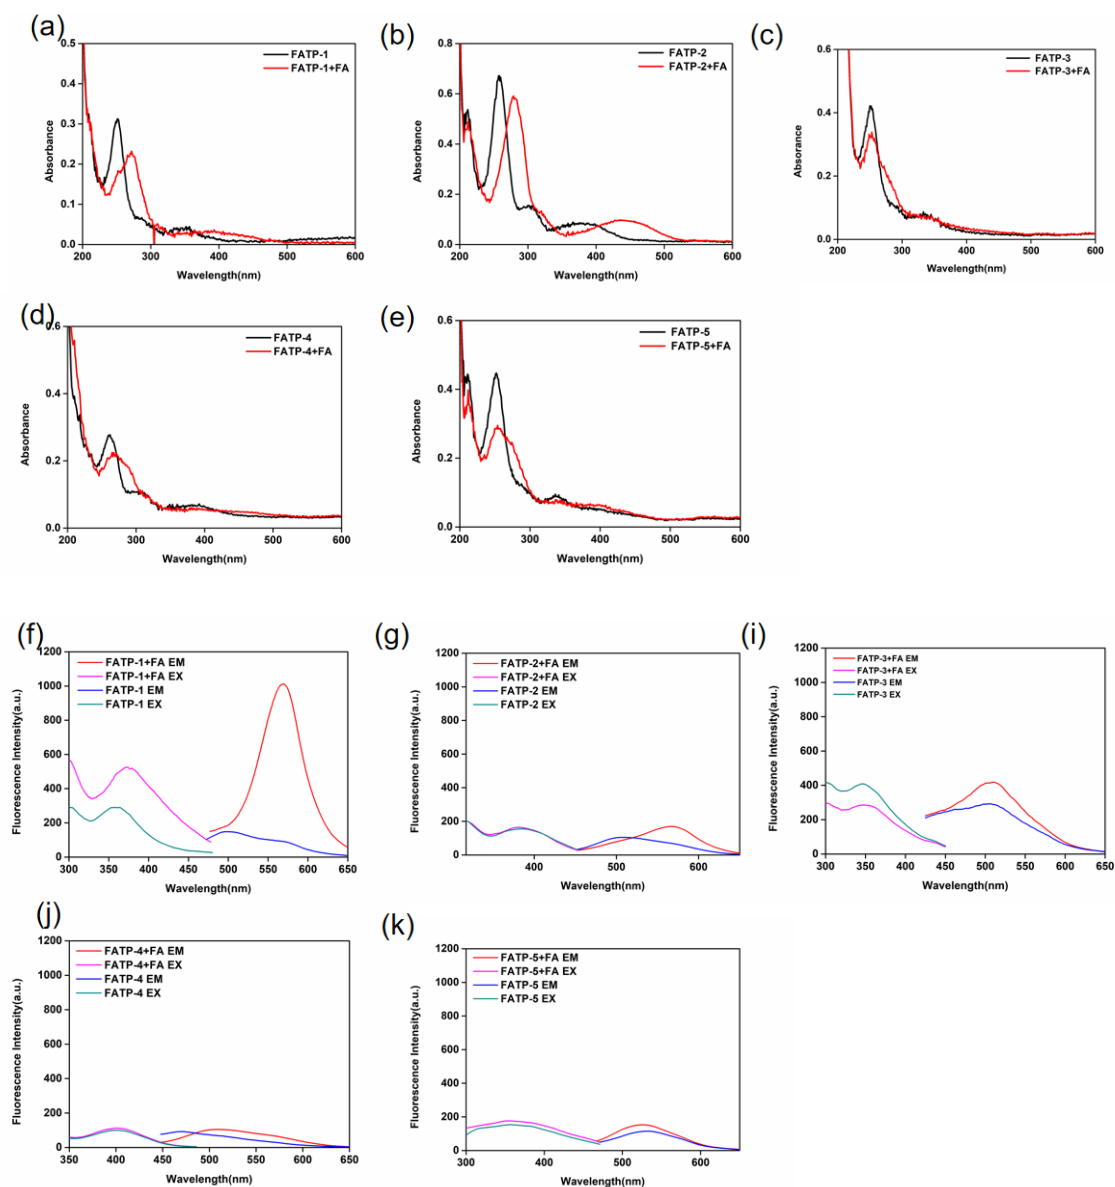 (a)
0.5
0.4
0.3
0.2
0.1
0.0
Absorbance
FATP-1
FATP-1+FA
200 300 400 500 600
Wavelength(nm)
(b)
0.8
0.6
0.4
0.2
0.0
Absorbance
FATP-2
FATP-2+FA
200 300 400 500 600
Wavelength(nm)
(c)
0.6
0.4
0.2
0.0
Absorance
FATP-3
FATP-3+FA
200 300 400 500 600
Wavelength(nm)
(d)
0.6
0.4
0.2
0.0
Absorbance
FATP-4
FATP-4+FA
200 300 400 500 600
Wavelength(nm)
(e)
0.6
0.4
0.2
0.0
Absorbance
FATP-5
FATP-5+FA
200 300 400 500 600
Wavelength(nm)
(f)
1200
1000
800
600
400
200
0
Fluorescence Intensity(a.u.)
FATP-1+FA EM
FATP-1+FA EX
FATP-1 EM
FATP-1 EX
300 350 400 450 500 550 600 650
Wavelength(nm)
(g)
1200
1000
800
600
400
200
0
Fluorescence Intensity(a.u.)
FATP-2+FA EM
FATP-2+FA EX
FATP-2 EM
FATP-2 EX
400 500 600
Wavelength(nm)
(i)
1200
1000
800
600
400
200
0
Fluorescence Intensity(a.u.)
FATP-3+FA EM
FATP-3+FA EX
FATP-3 EM
FATP-3 EX
300 350 400 450 500 550 600 650
Wavelength(nm)
(j)
1200
1000
800
600
400
200
0
Fluorescence Intensity(a.u.)
FATP-4+FA EM
FATP-4+FA EX
FATP-4 EM
FATP-4 EX
350 400 450 500 550 600 650
Wavelength(nm)
(k)
1200
1000
800
600
400
200
0
Fluorescence Intensity(a.u.)
FATP-5+FA EM
FATP-5+FA EX
FATP-5 EM
FATP-5 EX
300 400 500 600
Wavelength(nm)